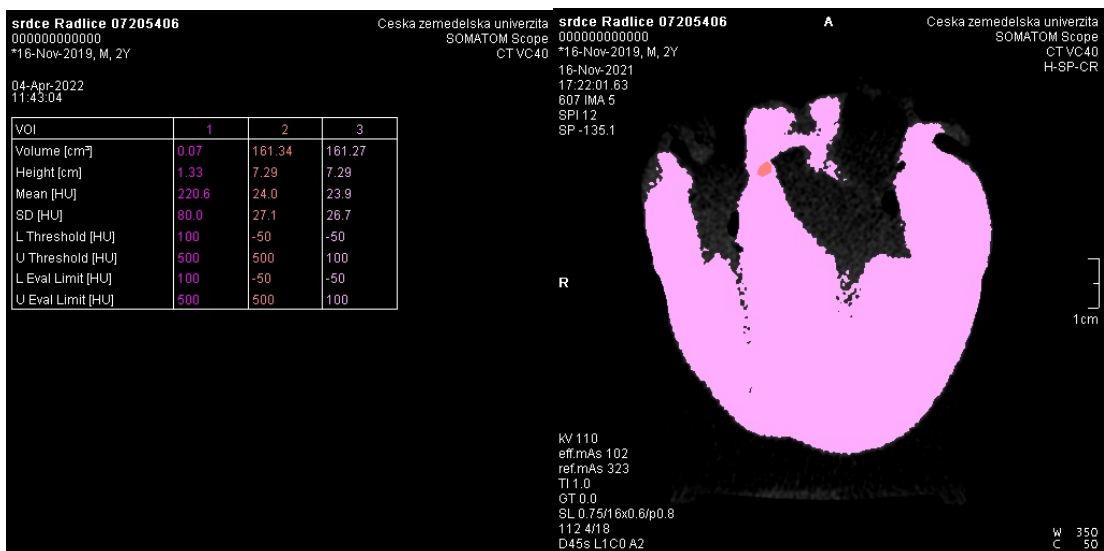 srdce Radlice 07205406
000000000000
*16-Nov-2019, M, 2Y
04-Apr-2022
11:43:04
Ceska zemedelska univerzita
SOMATOM Scope
CT VC40
VOI 1 2 3
Volume [cm³] 0.07 161.34 161.27
Height [cm] 1.33 7.29 7.29
Mean [HU] 220.6 24.0 23.9
SD [HU] 80.0 27.1 26.7
L Threshold [HU] 100 -50 -50
U Threshold [HU] 500 500 100
L Eval Limit [HU] 100 -50 -50
U Eval Limit [HU] 500 500 100
srdce Radlice 07205406
000000000000
*16-Nov-2019, M, 2Y
16-Nov-2021
17:22:01.63
607 IMA 5
SPI 12
SP -135.1
A
Ceska zemedelska univerzita
SOMATOM Scope
CT VC40
H-SP-CR
R
1cm
kV 110
eff.mAs 102
ref.mAs 323
TI 1.0
GT 0.0
SL 0.75/16x0.6/p0.8
112 4/18
D45s L1C0 A2
W 350
C 50